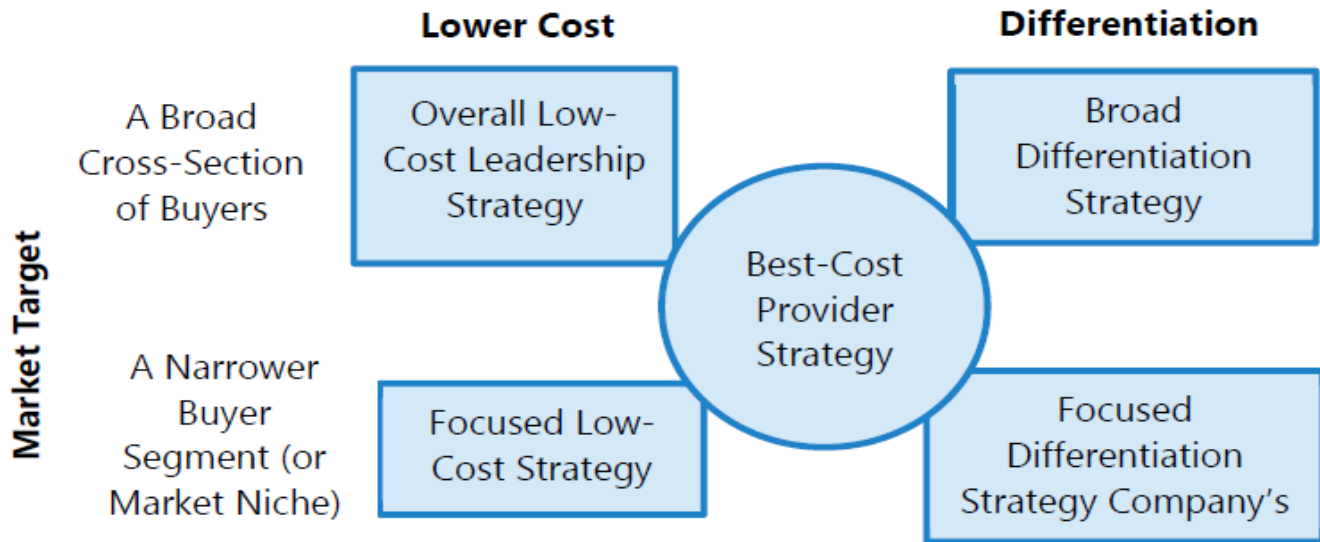 Lower Cost
Differentiation
Market Target
A Broad
Cross-Section
of Buyers
Overall Low-
Cost Leadership
Strategy
Broad
Differentiation
Strategy
Best-Cost
Provider
Strategy
A Narrower
Buyer
Segment (or
Market Niche)
Focused Low-
Cost Strategy
Focused
Differentiation
Strategy Company’s